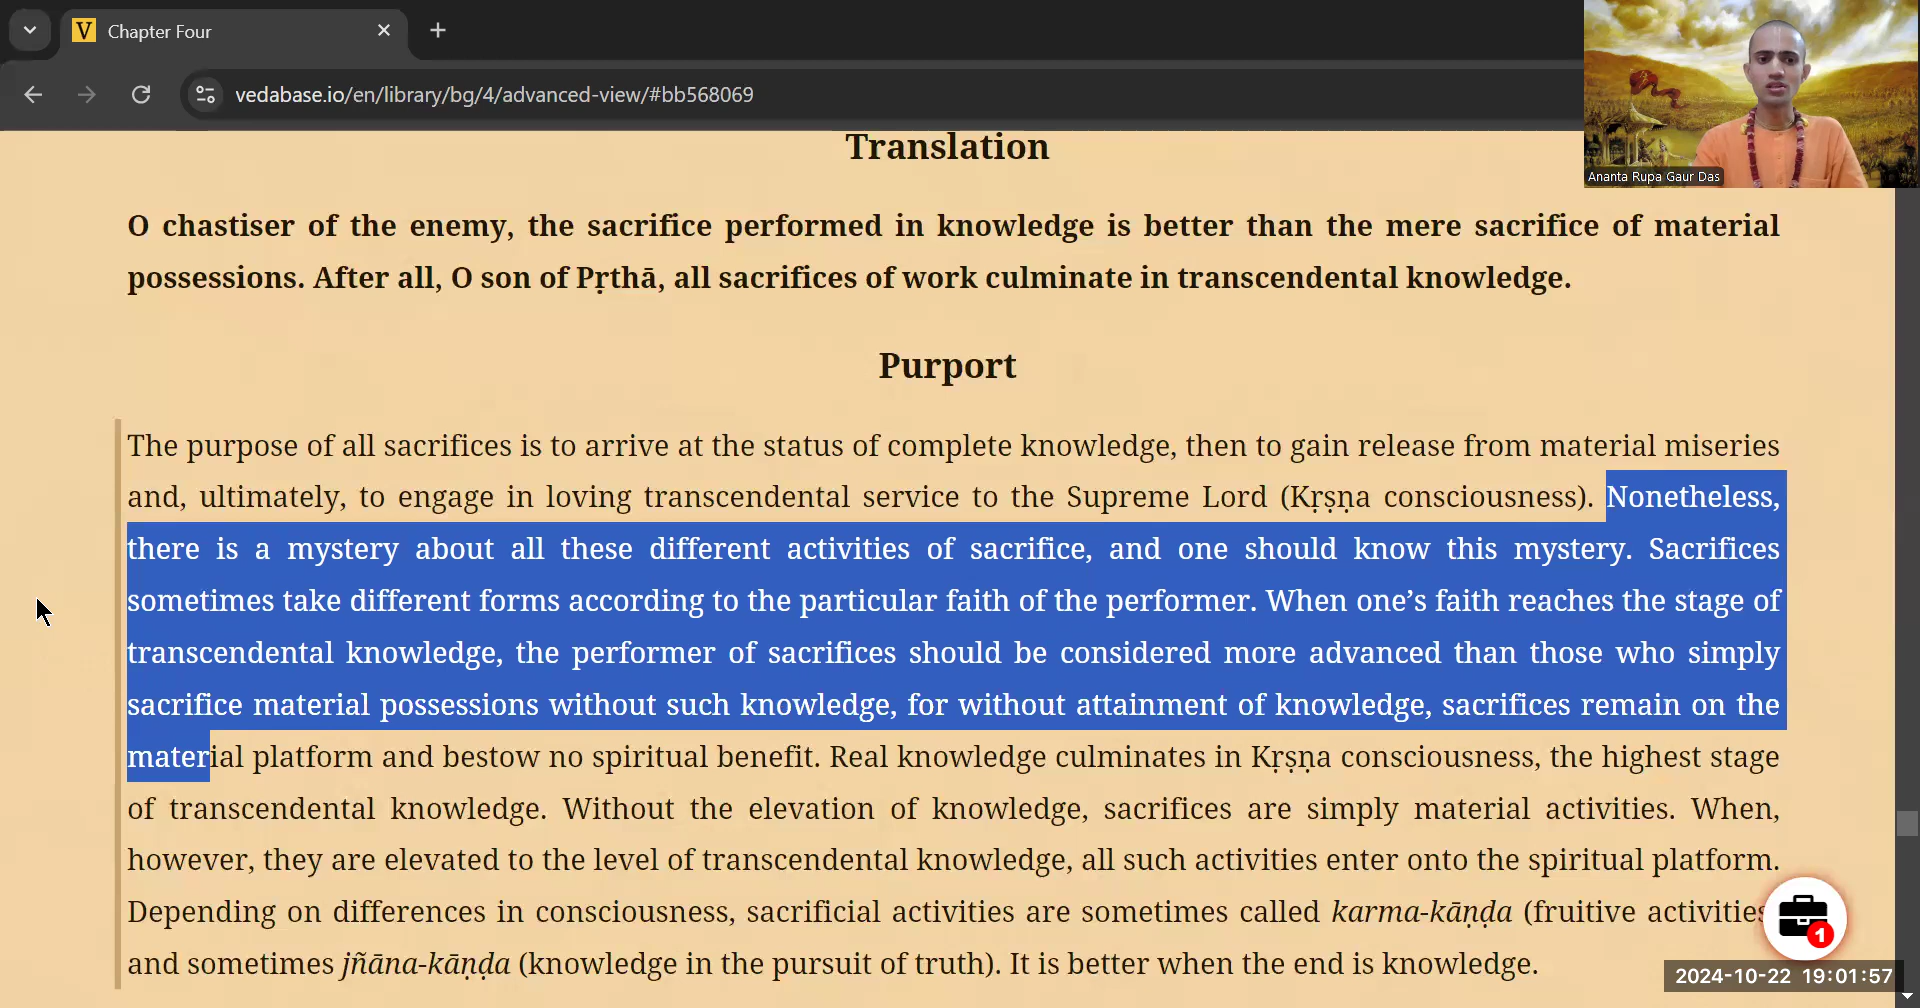 V Chapter Four
vedabase.io/en/library/bg/4/advanced-view/#bb568069
Ananta Rupa Gaur Das
Translation
O chastiser of the enemy, the sacrifice performed in knowledge is better than the mere sacrifice of material
possessions. After all, O son of Pṛthā, all sacrifices of work culminate in transcendental knowledge.
Purport
The purpose of all sacrifices is to arrive at the status of complete knowledge, then to gain release from material miseries
and, ultimately, to engage in loving transcendental service to the Supreme Lord (Kṛṣṇa consciousness). Nonetheless,
there is a mystery about all these different activities of sacrifice, and one should know this mystery. Sacrifices
sometimes take different forms according to the particular faith of the performer. When one’s faith reaches the stage of
transcendental knowledge, the performer of sacrifices should be considered more advanced than those who simply
sacrifice material possessions without such knowledge, for without attainment of knowledge, sacrifices remain on the
material platform and bestow no spiritual benefit. Real knowledge culminates in Kṛṣṇa consciousness, the highest stage
of transcendental knowledge. Without the elevation of knowledge, sacrifices are simply material activities. When,
however, they are elevated to the level of transcendental knowledge, all such activities enter onto the spiritual platform.
Depending on differences in consciousness, sacrificial activities are sometimes called karma-kāṇḍa (fruitive activities
and sometimes jñāna-kāṇḍa (knowledge in the pursuit of truth). It is better when the end is knowledge.
1
2024-10-22 19:01:57